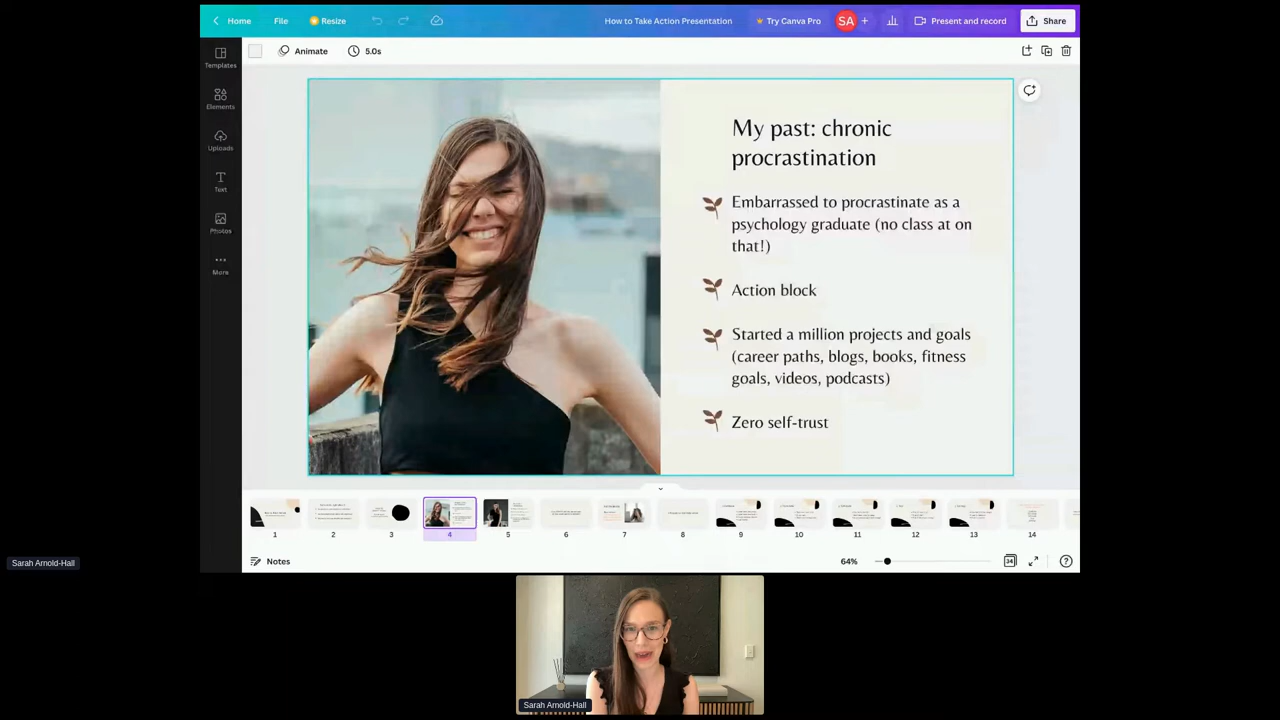 Home
File
Resize
How to Take Action Presentation
Try Canva Pro
SA
+
Present and record
Share
Templates
Elements
Uploads
Text
Photos
More
Animate
5.0s
My past: chronic
procrastination
Embarrassed to procrastinate as a
psychology graduate (no class at on
that!)
Action block
Started a million projects and goals
(career paths, blogs, books, fitness
goals, videos, podcasts)
Zero self-trust
1
2
3
4
5
6
7
8
9
10
11
12
13
14
Notes
64%
34
?
Sarah Arnold-Hall
Sarah Arnold-Hall